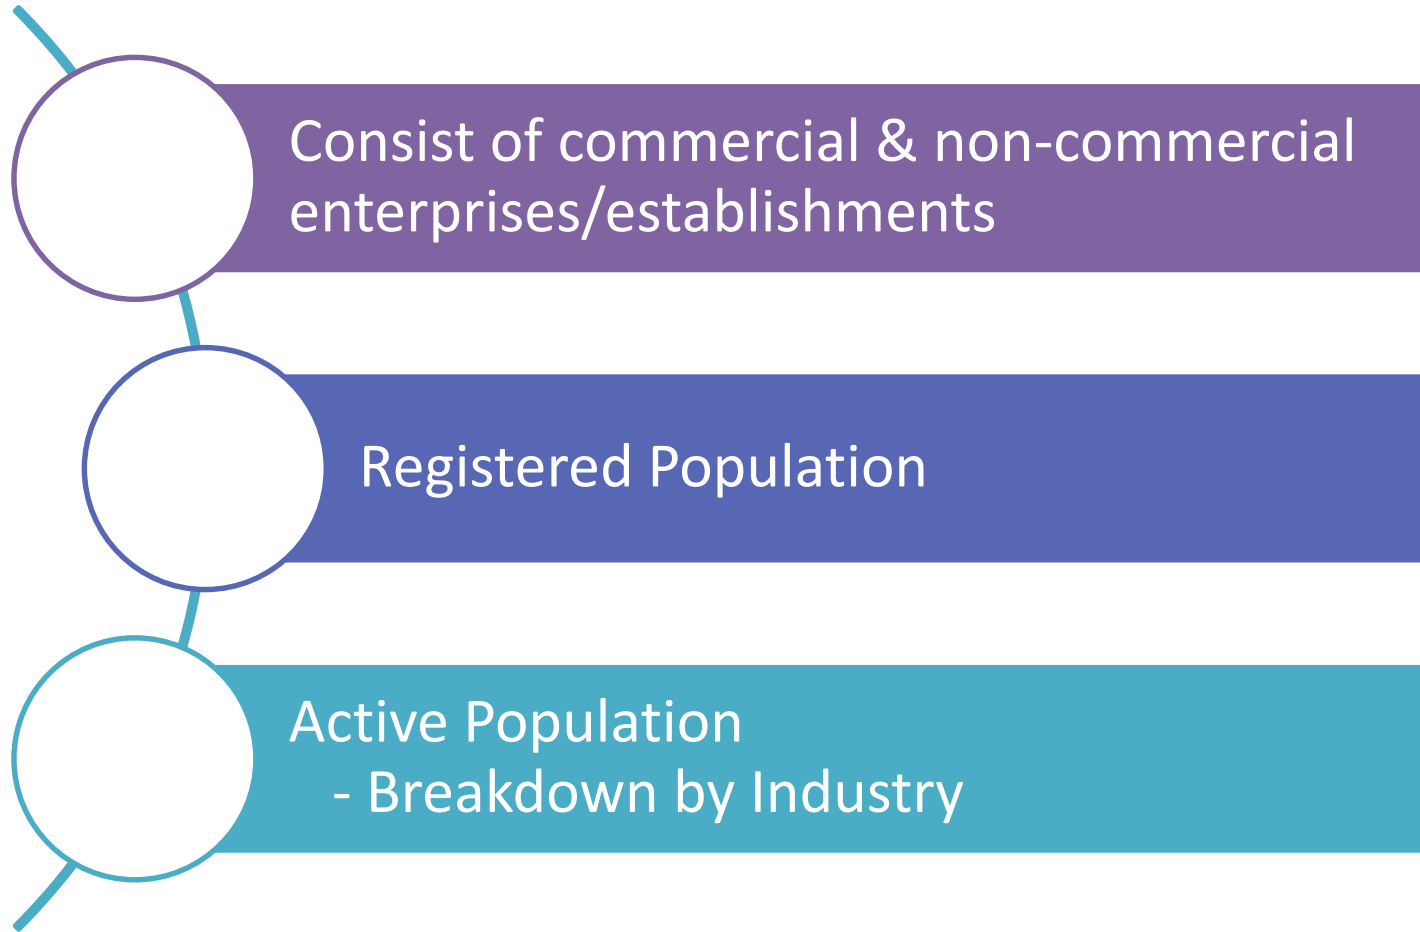 Consist of commercial & non-commercial
enterprises/establishments
Registered Population
Active Population
- Breakdown by Industry